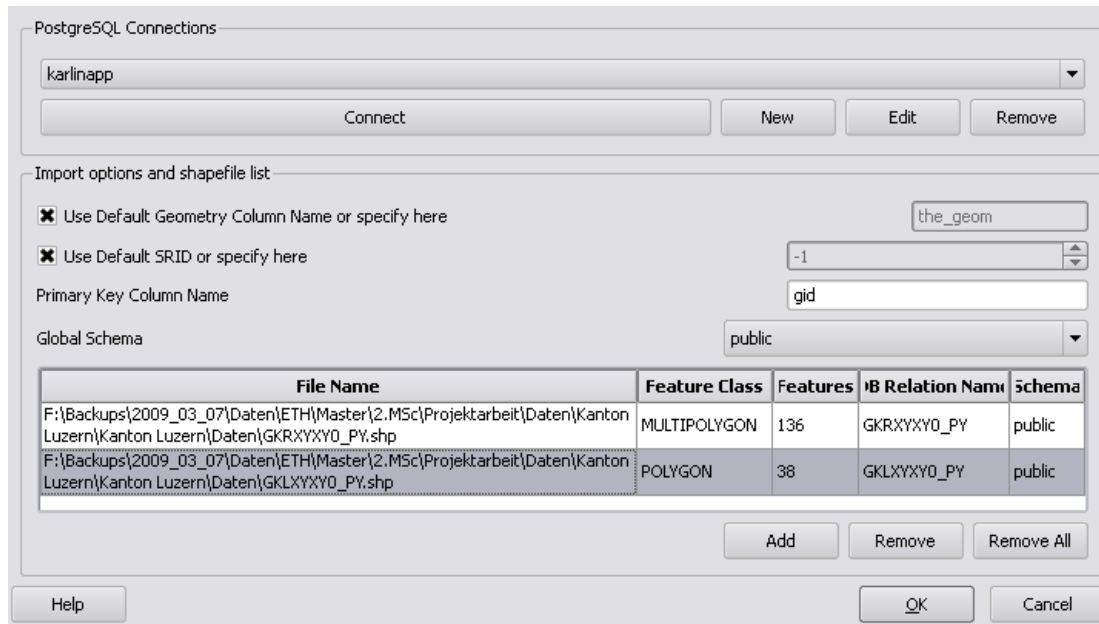 PostgreSQL Connections
karlinapp
Connect New Edit Remove
Import options and shapefile list
Use Default Geometry Column Name or specify here the_geom
Use Default SRID or specify here -1
Primary Key Column Name gid
Global Schema public
File Name Feature Class Features DB Relation Name Schema
F:\Backups\2009_03_07\Daten\ETH\Master\2.MSc\Projektarbeit\Daten\Kanton
Luzern\Kanton Luzern\Daten\GKRXYXY0_PY.shp MULTIPOLYGON 136 GKRXYXY0_PY public
F:\Backups\2009_03_07\Daten\ETH\Master\2.MSc\Projektarbeit\Daten\Kanton
Luzern\Kanton Luzern\Daten\GKLXYXY0_PY.shp POLYGON 38 GKLXYXY0_PY public
Add Remove Remove All
Help OK Cancel